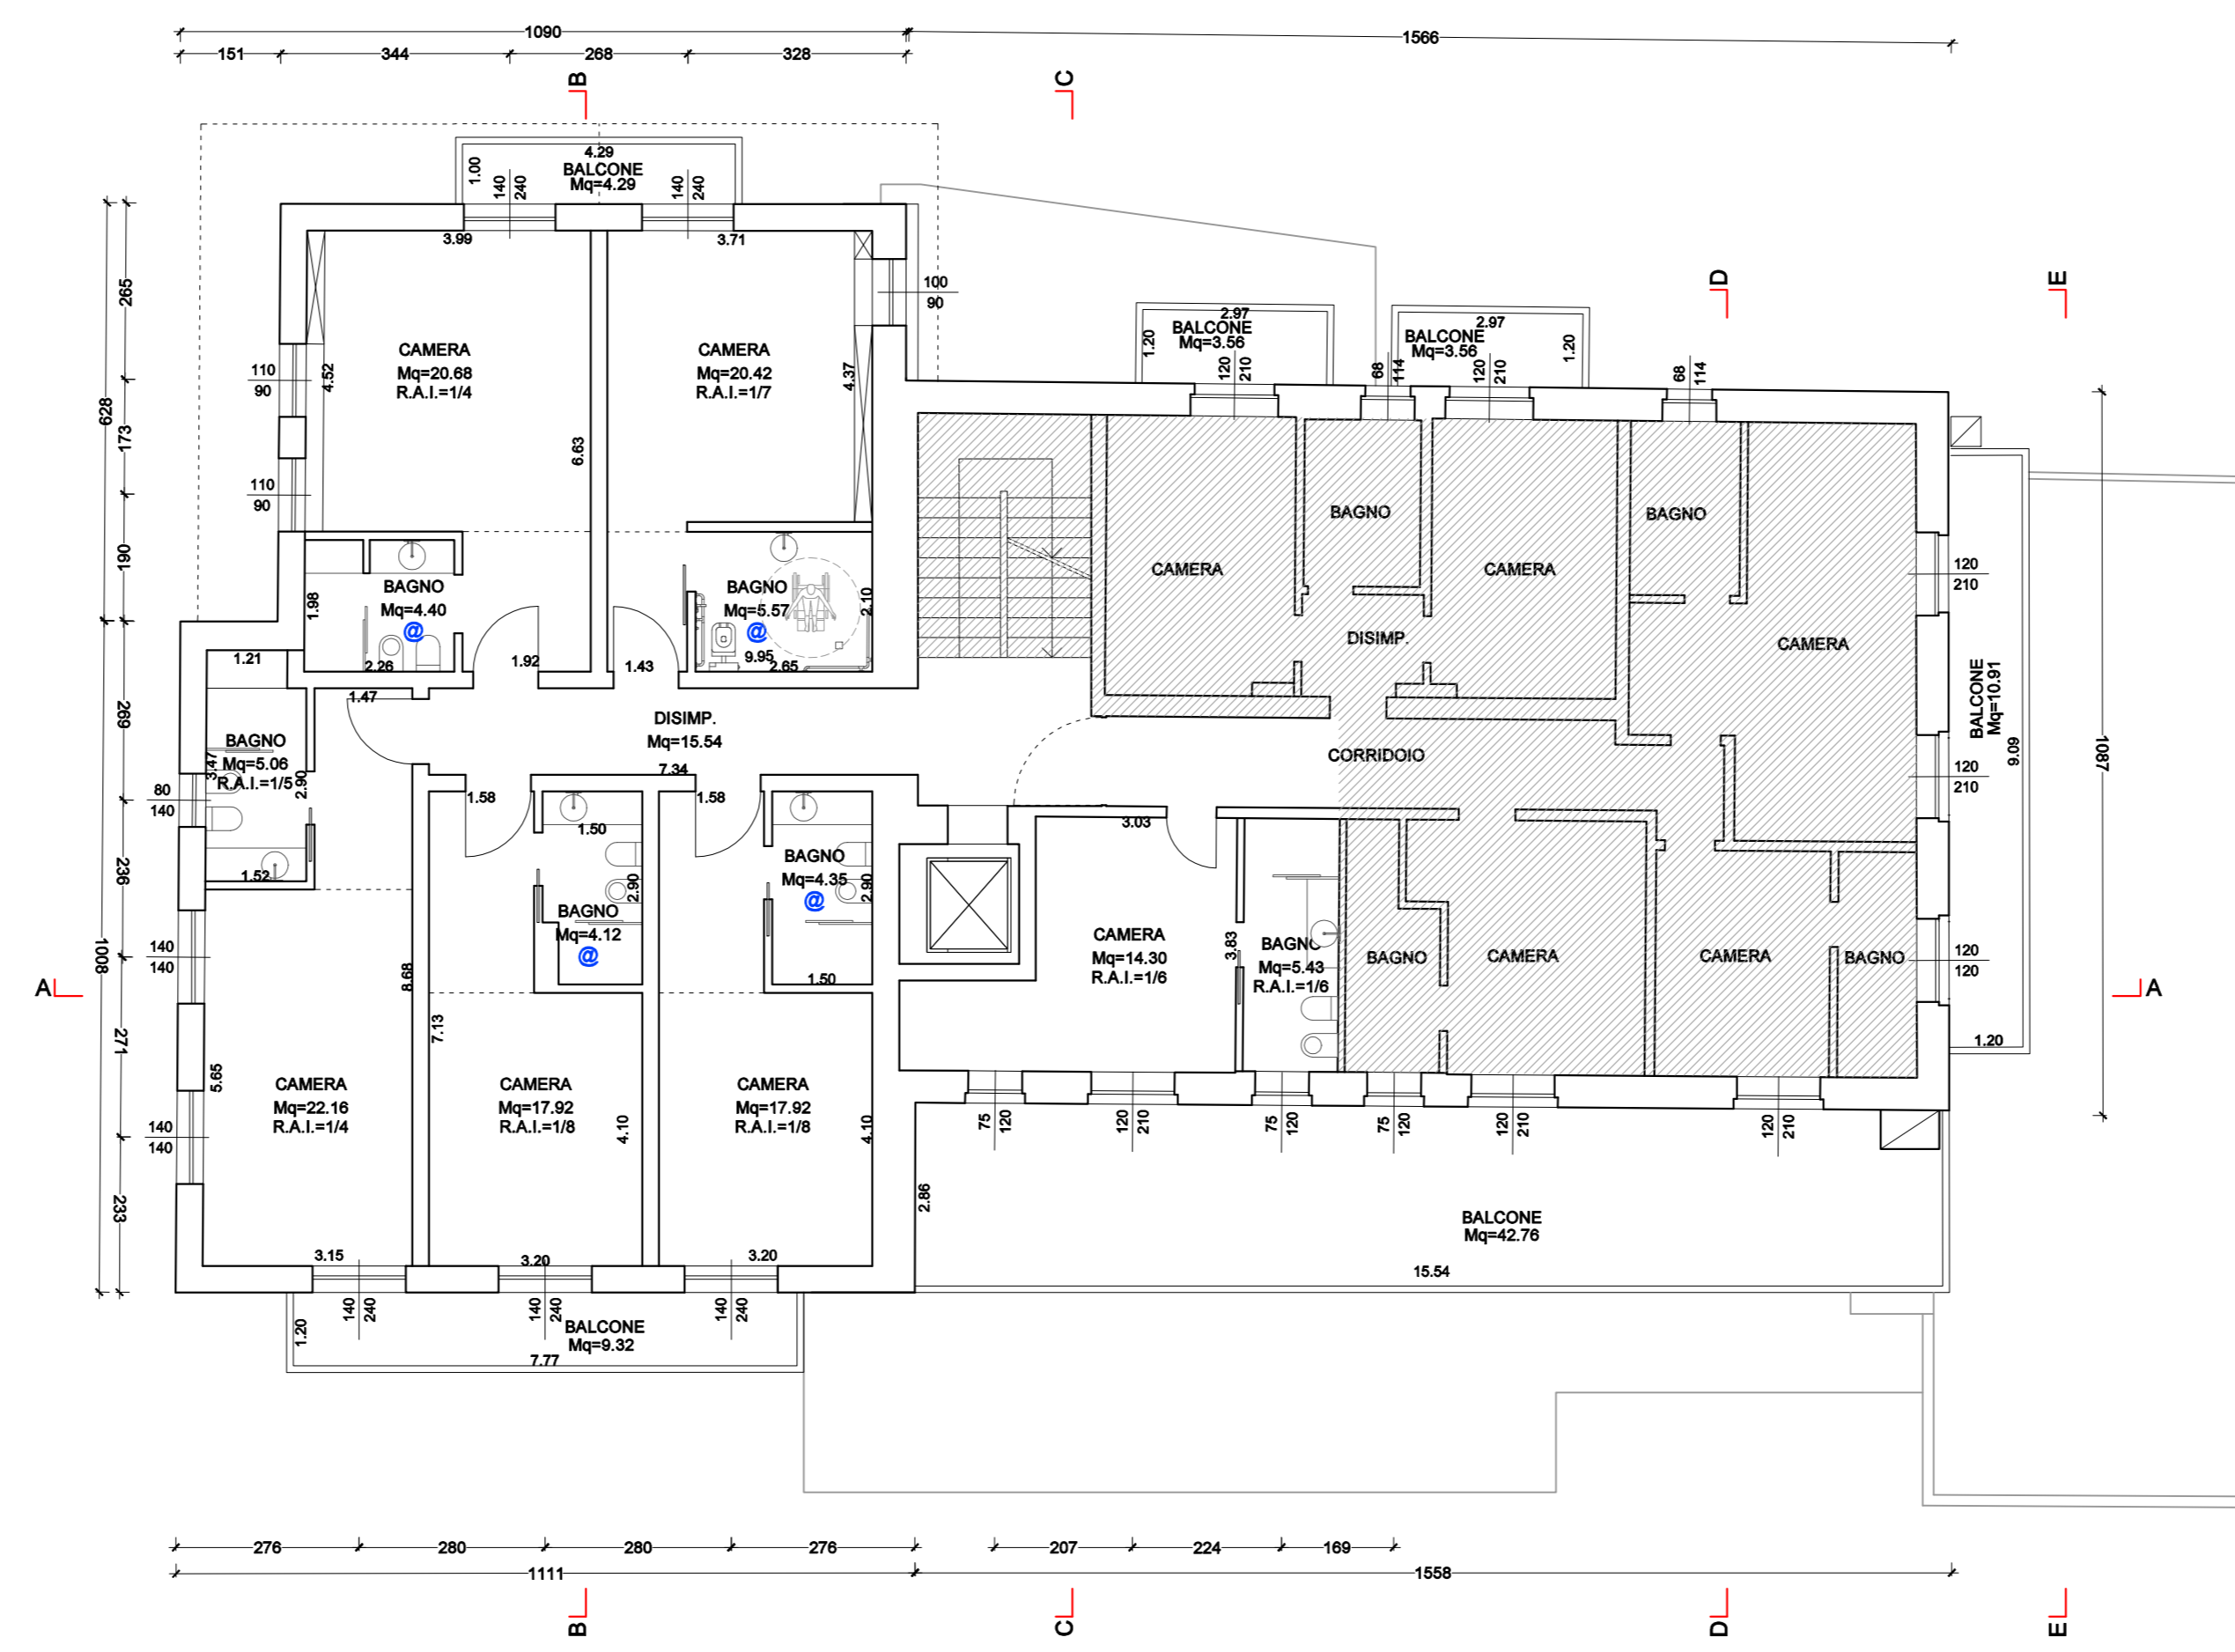 1090
1566
151
344
268
328
B
C
4.29
BALCONE
Mq=4.29
1.00
140
240
140
240
3.99
3.71
100
90
D
E
2.97
BALCONE
Mq=3.56
1.20
120
210
2.97
BALCONE
Mq=3.56
1.20
68
114
120
210
68
114
265
628
173
190
110
90
110
90
CAMERA
Mq=20.68
R.A.I.=1/4
4.52
6.63
CAMERA
Mq=20.42
R.A.I.=1/7
4.37
BAGNO
Mq=4.40
@
1.98
2.26
1.92
1.43
BAGNO
Mq=5.57
@
9.95
2.65
2.10
CAMERA
BAGNO
CAMERA
BAGNO
DISIMP.
CAMERA
120
210
120
210
BALCONE
Mq=10.91
9.09
1087
1.20
1.21
1.47
DISIMP.
Mq=15.54
7.34
CORRIDOIO
BAGNO
Mq=5.06
R.A.I.=1/5
3.47
2.90
1.52
80
140
269
236
1008
271
233
140
140
140
140
1.58
1.50
2.90
BAGNO
Mq=4.12
@
1.58
BAGNO
Mq=4.35
@
2.90
1.50
3.03
CAMERA
Mq=14.30
R.A.I.=1/6
3.83
BAGNO
Mq=5.43
R.A.I.=1/6
BAGNO
CAMERA
CAMERA
BAGNO
120
120
A
A
8.68
7.13
5.65
CAMERA
Mq=22.16
R.A.I.=1/4
CAMERA
Mq=17.92
R.A.I.=1/8
4.10
CAMERA
Mq=17.92
R.A.I.=1/8
4.10
75
120
120
210
75
120
75
120
120
210
120
210
2.86
BALCONE
Mq=42.76
15.54
3.15
3.20
3.20
140
240
140
240
140
240
1.20
BALCONE
Mq=9.32
7.77
276
280
280
276
207
224
169
1111
1558
B
C
D
E